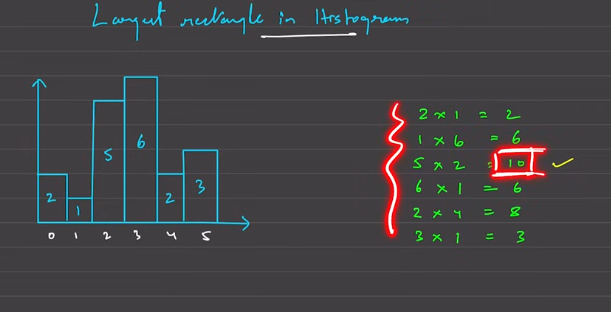 Largest rectangle in Histograms
2 1 5 6 2 3
0 1 2 3 4 5
2 × 1 = 2
1 × 6 = 6
5 × 2 = 10
6 × 1 = 6
2 × 4 = 8
3 × 1 = 3